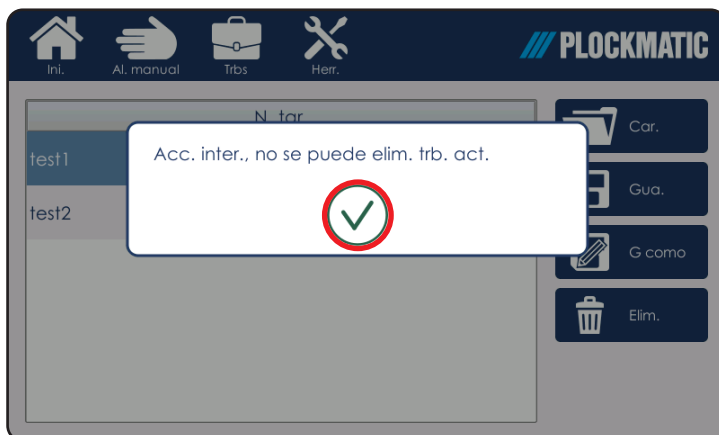 Ini.
Al. manual
Trbs
Herr.
PLOCKMATIC
N. tar
test1
test2
Acc. inter., no se puede elim. trb. act.
Car.
Gua.
G como
Elim.